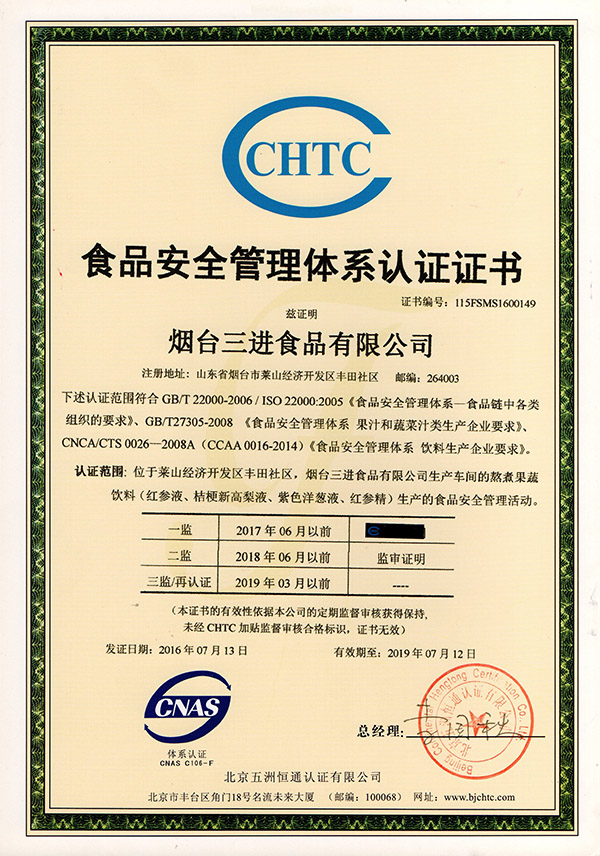 CHTC
食品安全管理体系认证证书
证书编号：115FSMS1600149
兹证明
烟台三进食品有限公司
注册地址：山东省烟台市莱山经济开发区丰田社区 邮编：264003
下述认证范围符合 GB/T 22000-2006 / ISO 22000:2005《食品安全管理体系—食品链中各类
组织的要求》、GB/T27305-2008 《食品安全管理体系 果汁和蔬菜汁类生产企业要求》、
CNCA/CTS 0026—2008A（CCAA 0016-2014）《食品安全管理体系 饮料生产企业要求》。
认证范围：位于莱山经济开发区丰田社区，烟台三进食品有限公司生产车间的熬煮果蔬
饮料（红参液、桔梗新高梨液、紫色洋葱液、红参精）生产的食品安全管理活动。
一监 2017 年 06 月以前
二监 2018 年 06 月以前 监审证明
三监/再认证 2019 年 03 月以前 ----
（本证书的有效性依据本公司的定期监督审核获得保持，
未经 CHTC 加贴监督审核合格标识，证书无效）
发证日期：2016 年 07 月 13 日 有效期至：2019 年 07 月 12 日
CNAS
体系认证
CNAS C106-F
总经理：
北京五洲恒通认证有限公司
北京市丰台区角门18号名流未来大厦 （邮编：100068） 网址：www.bjchtc.com